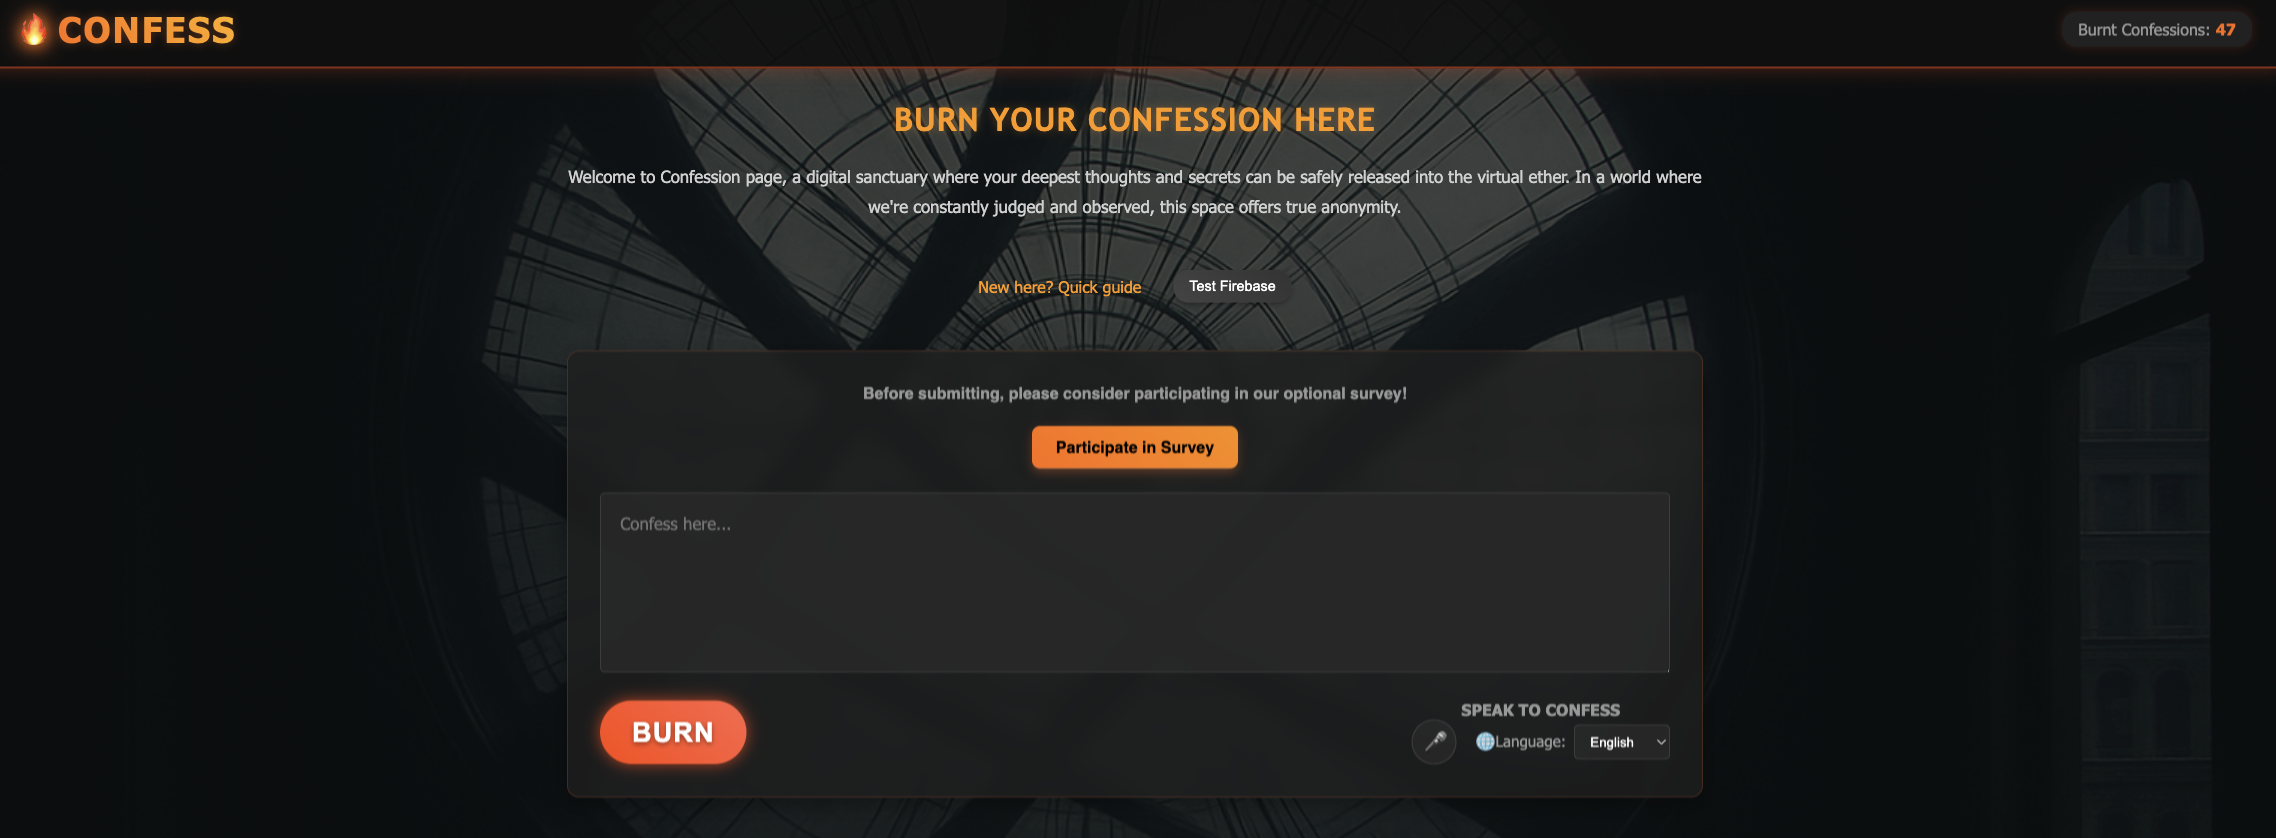 CONFESS
Burnt Confessions: 47
BURN YOUR CONFESSION HERE
Welcome to Confession page, a digital sanctuary where your deepest thoughts and secrets can be safely released into the virtual ether. In a world where
we're constantly judged and observed, this space offers true anonymity.
New here? Quick guide
Test Firebase
Before submitting, please consider participating in our optional survey!
Participate in Survey
Confess here...
BURN
SPEAK TO CONFESS
Language: English